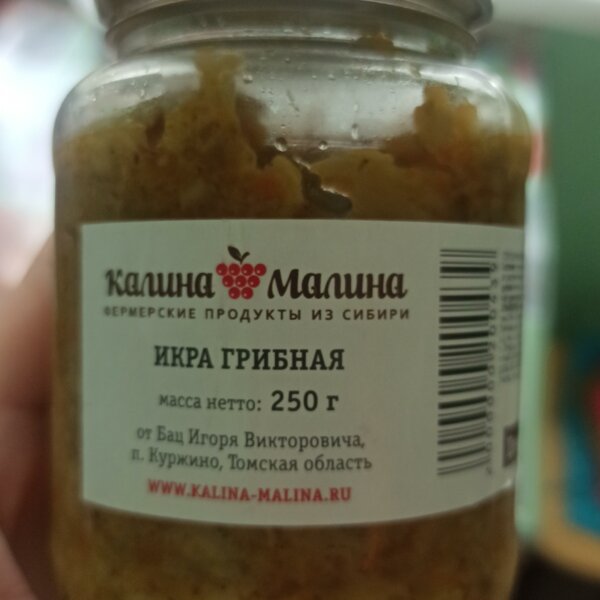 Калина Малина
ФЕРМЕРСКИЕ ПРОДУКТЫ ИЗ СИБИРИ
ИКРА ГРИБНАЯ
масса нетто: 250 г
от Бац Игоря Викторовича,
п. Куржино, Томская область
WWW.KALINA-MALINA.RU